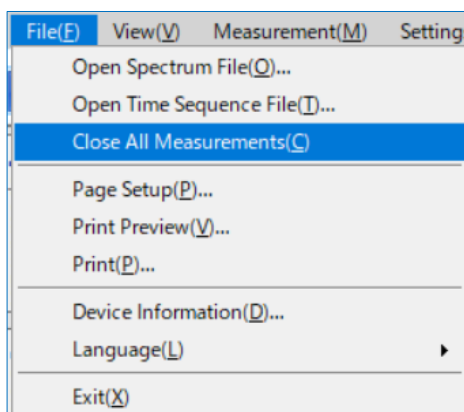 File(F) View(V) Measurement(M) Setting
Open Spectrum File(O)...
Open Time Sequence File(T)...
Close All Measurements(C)
Page Setup(P)...
Print Preview(V)...
Print(P)...
Device Information(D)...
Language(L)
Exit(X)